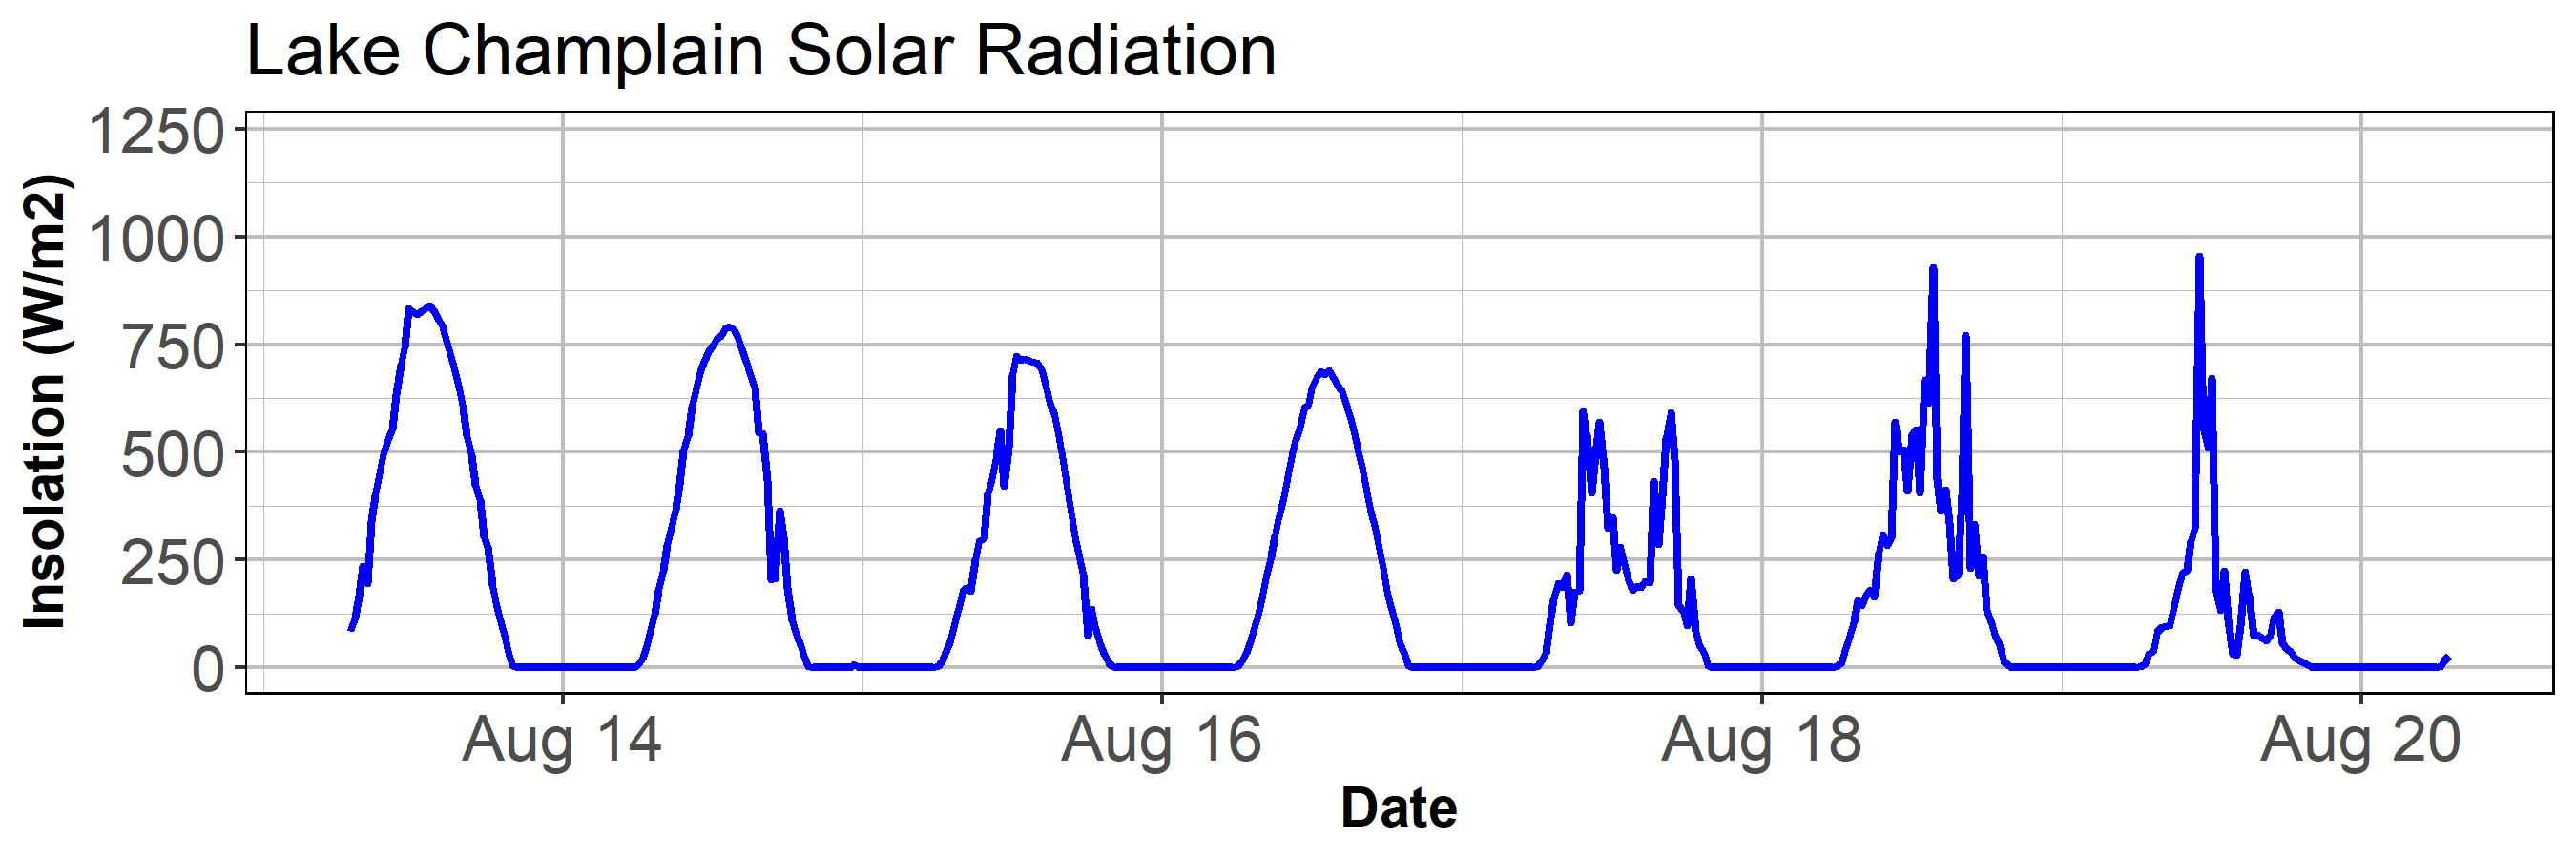 Lake Champlain Solar Radiation
1250
1000
750
500
250
0
Insolation (W/m2)
Aug 14 Aug 16 Aug 18 Aug 20
Date